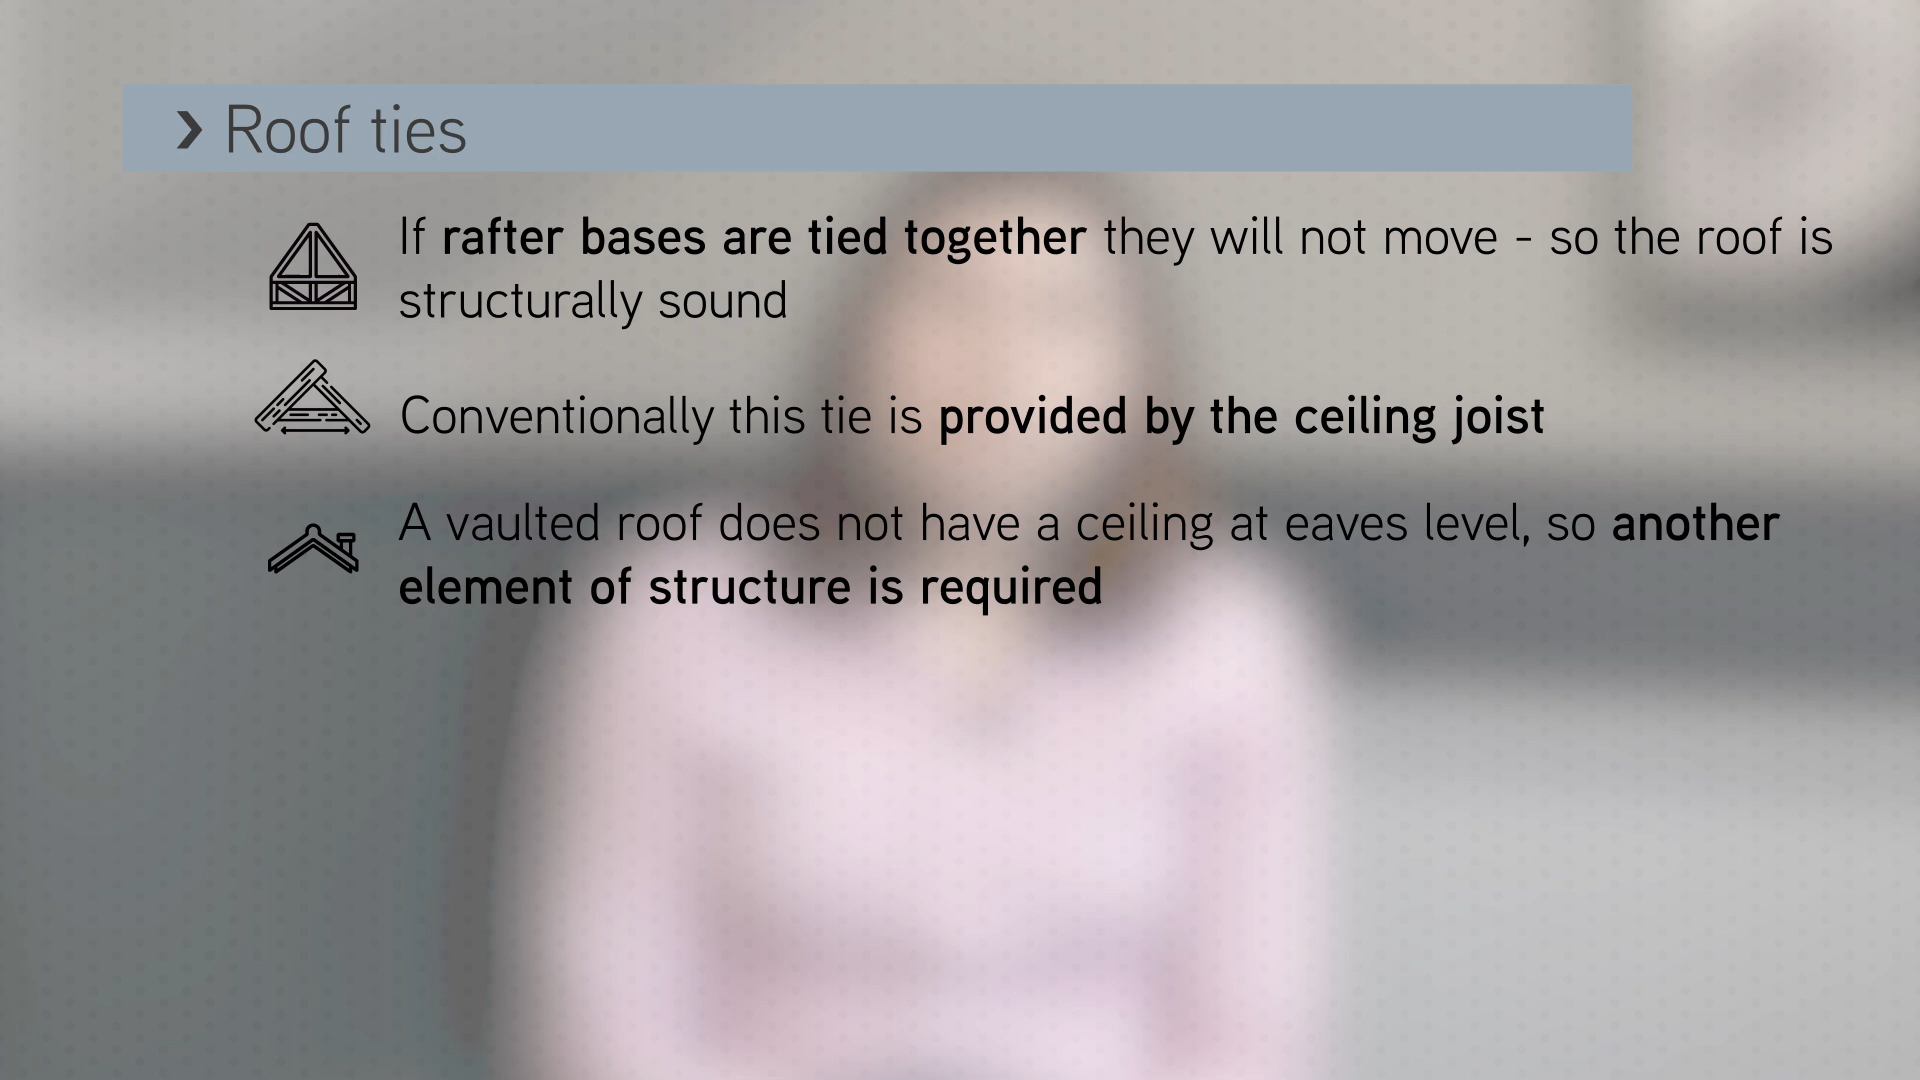 Roof ties
If rafter bases are tied together they will not move - so the roof is
structurally sound
Conventionally this tie is provided by the ceiling joist
A vaulted roof does not have a ceiling at eaves level, so another
element of structure is required